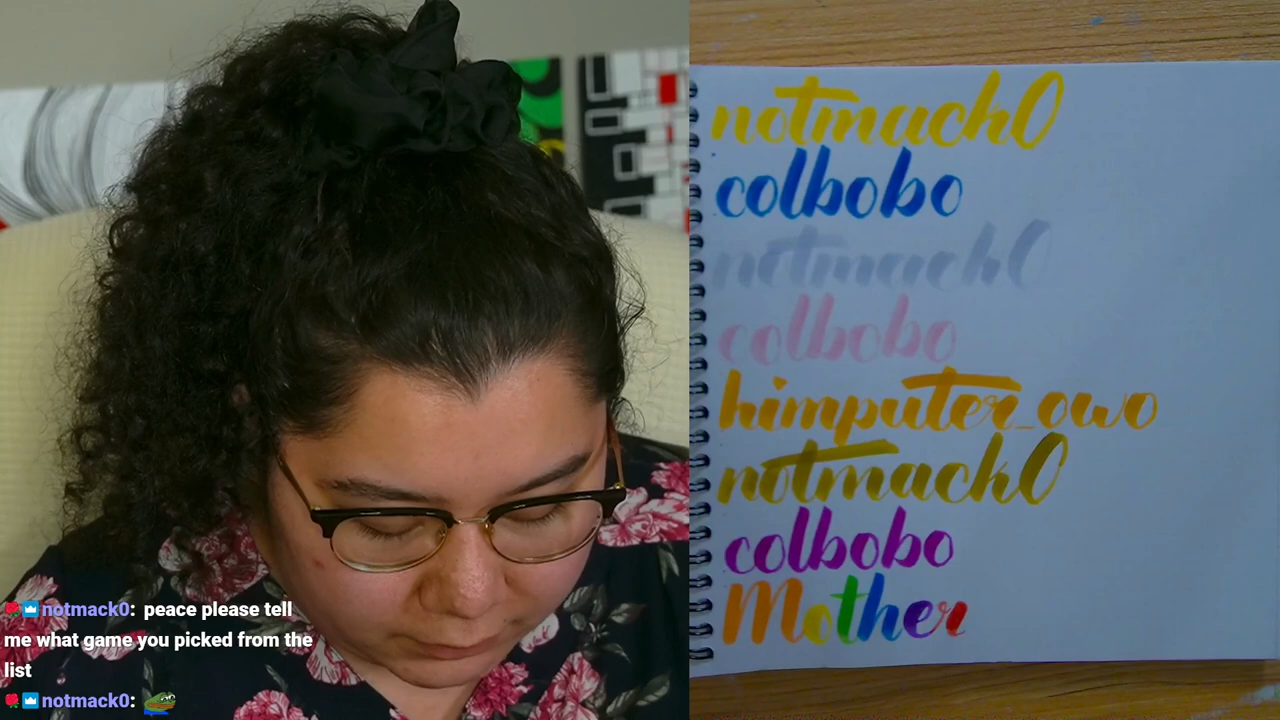 notmack0
colbobo
notmack0
colbobo
himputer_owo
notmack0
colbobo
Mother
notmack0: peace please tell
me what game you picked from the
list
notmack0: